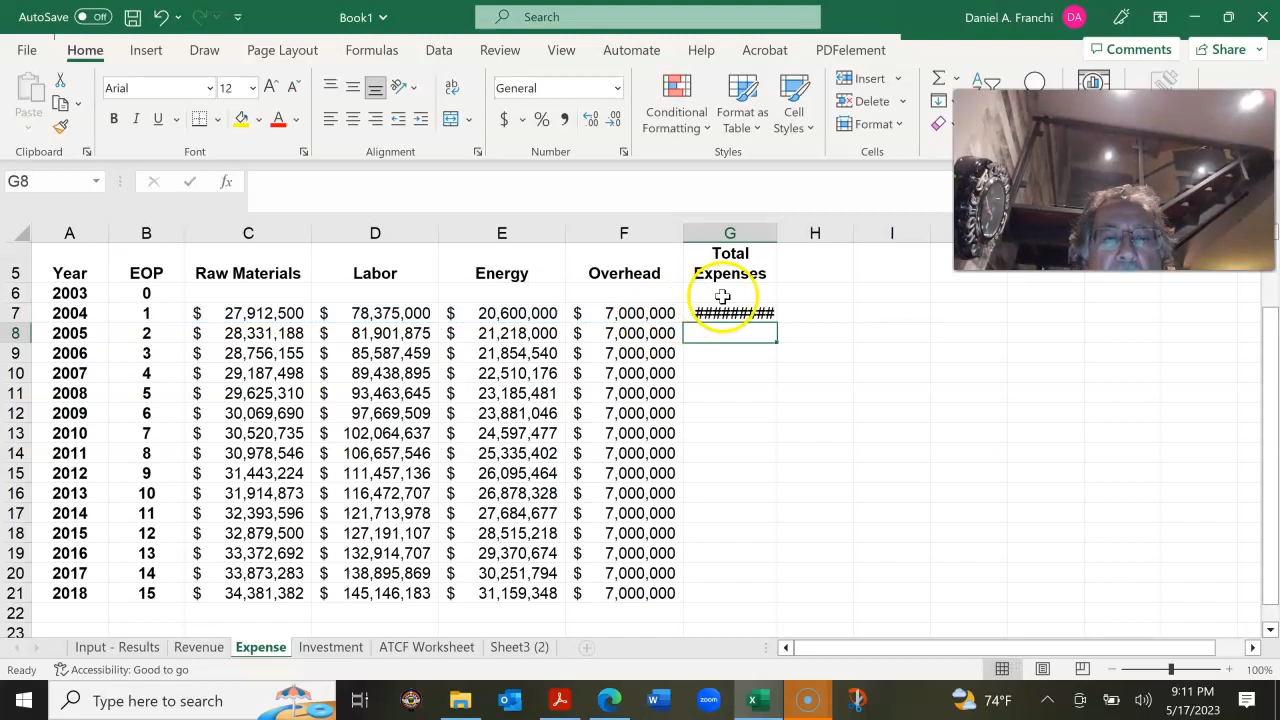 AutoSave Off Book1 Search Daniel A. Franchi DA
File Home Insert Draw Page Layout Formulas Data Review View Automate Help Acrobat PDFelement Comments Share
Paste Arial 12 General Conditional Formatting Format as Table Cell Styles Insert Delete Format
B I U A $ % ,
Clipboard Font Alignment Number Styles Cells
G8 fx
A B C D E F G H I
Total
5 Year EOP Raw Materials Labor Energy Overhead Expenses
6 2003 0
7 2004 1 $ 27,912,500 $ 78,375,000 $ 20,600,000 $ 7,000,000 #########
8 2005 2 $ 28,331,188 $ 81,901,875 $ 21,218,000 $ 7,000,000
9 2006 3 $ 28,756,155 $ 85,587,459 $ 21,854,540 $ 7,000,000
10 2007 4 $ 29,187,498 $ 89,438,895 $ 22,510,176 $ 7,000,000
11 2008 5 $ 29,625,310 $ 93,463,645 $ 23,185,481 $ 7,000,000
12 2009 6 $ 30,069,690 $ 97,669,509 $ 23,881,046 $ 7,000,000
13 2010 7 $ 30,520,735 $ 102,064,637 $ 24,597,477 $ 7,000,000
14 2011 8 $ 30,978,546 $ 106,657,546 $ 25,335,402 $ 7,000,000
15 2012 9 $ 31,443,224 $ 111,457,136 $ 26,095,464 $ 7,000,000
16 2013 10 $ 31,914,873 $ 116,472,707 $ 26,878,328 $ 7,000,000
17 2014 11 $ 32,393,596 $ 121,713,978 $ 27,684,677 $ 7,000,000
18 2015 12 $ 32,879,500 $ 127,191,107 $ 28,515,218 $ 7,000,000
19 2016 13 $ 33,372,692 $ 132,914,707 $ 29,370,674 $ 7,000,000
20 2017 14 $ 33,873,283 $ 138,895,869 $ 30,251,794 $ 7,000,000
21 2018 15 $ 34,381,382 $ 145,146,183 $ 31,159,348 $ 7,000,000
22
23
Input - Results Revenue Expense Investment ATCF Worksheet Sheet3 (2)
Ready Accessibility: Good to go 100%
Type here to search zoom 74°F 9:11 PM
5/17/2023